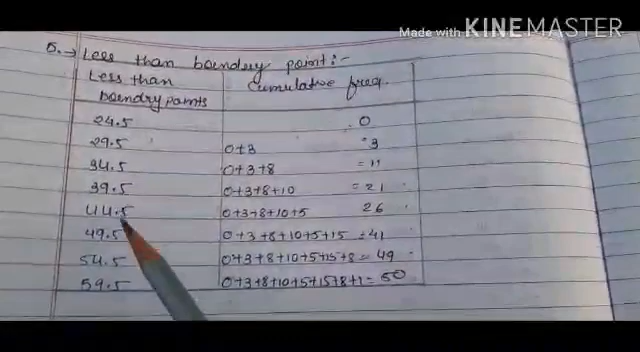 Made with KINEMASTER
5.→ Less than boundry point :-
Less than boundry points Cumulative freq.
24.5 0
29.5 0+3 =3
34.5 0+3+8 =11
39.5 0+3+8+10 =21
44.5 0+3+8+10+5 26
49.5 0+3+8+10+5+15 =41
54.5 0+3+8+10+5+15+8= 49
59.5 0+3+8+10+5+15+8+1= 50